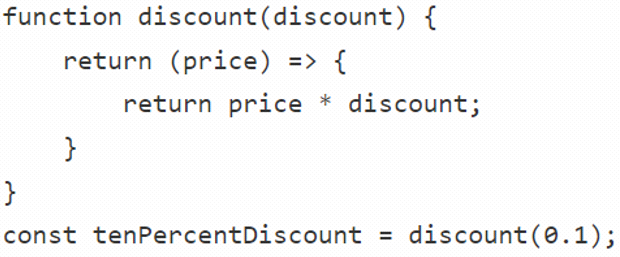 function discount(discount) {
    return (price) => {
        return price * discount;
    }
}
const tenPercentDiscount = discount(0.1);